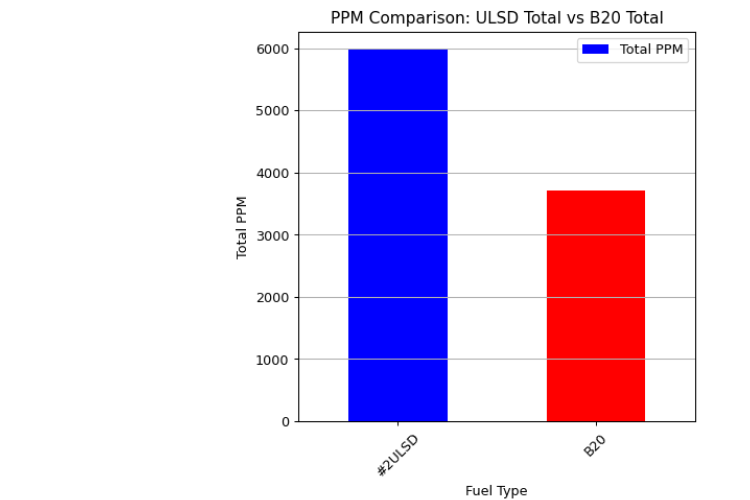 PPM Comparison: ULSD Total vs B20 Total
Total PPM
6000
5000
4000
3000
2000
1000
0
Total PPM
#2ULSD
B20
Fuel Type